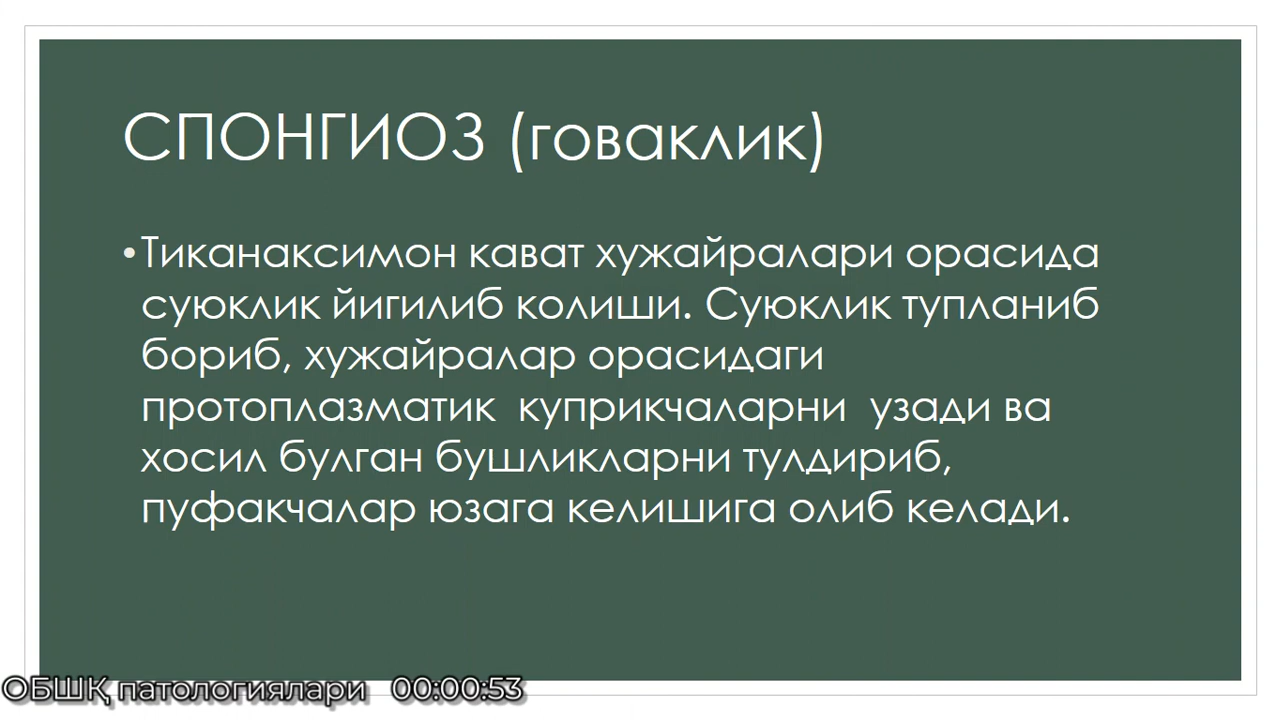 СПОНГИОЗ (говаклик)
•Тиканаксимон кават хужайралари орасида
суюклик йигилиб колиши. Суюклик тупланиб
бориб, хужайралар орасидаги
протоплазматик куприкчаларни узади ва
хосил булган бушликларни тулдириб,
пуфакчалар юзага келишига олиб келади.
ОБШҚ патологиялари 00:00:53